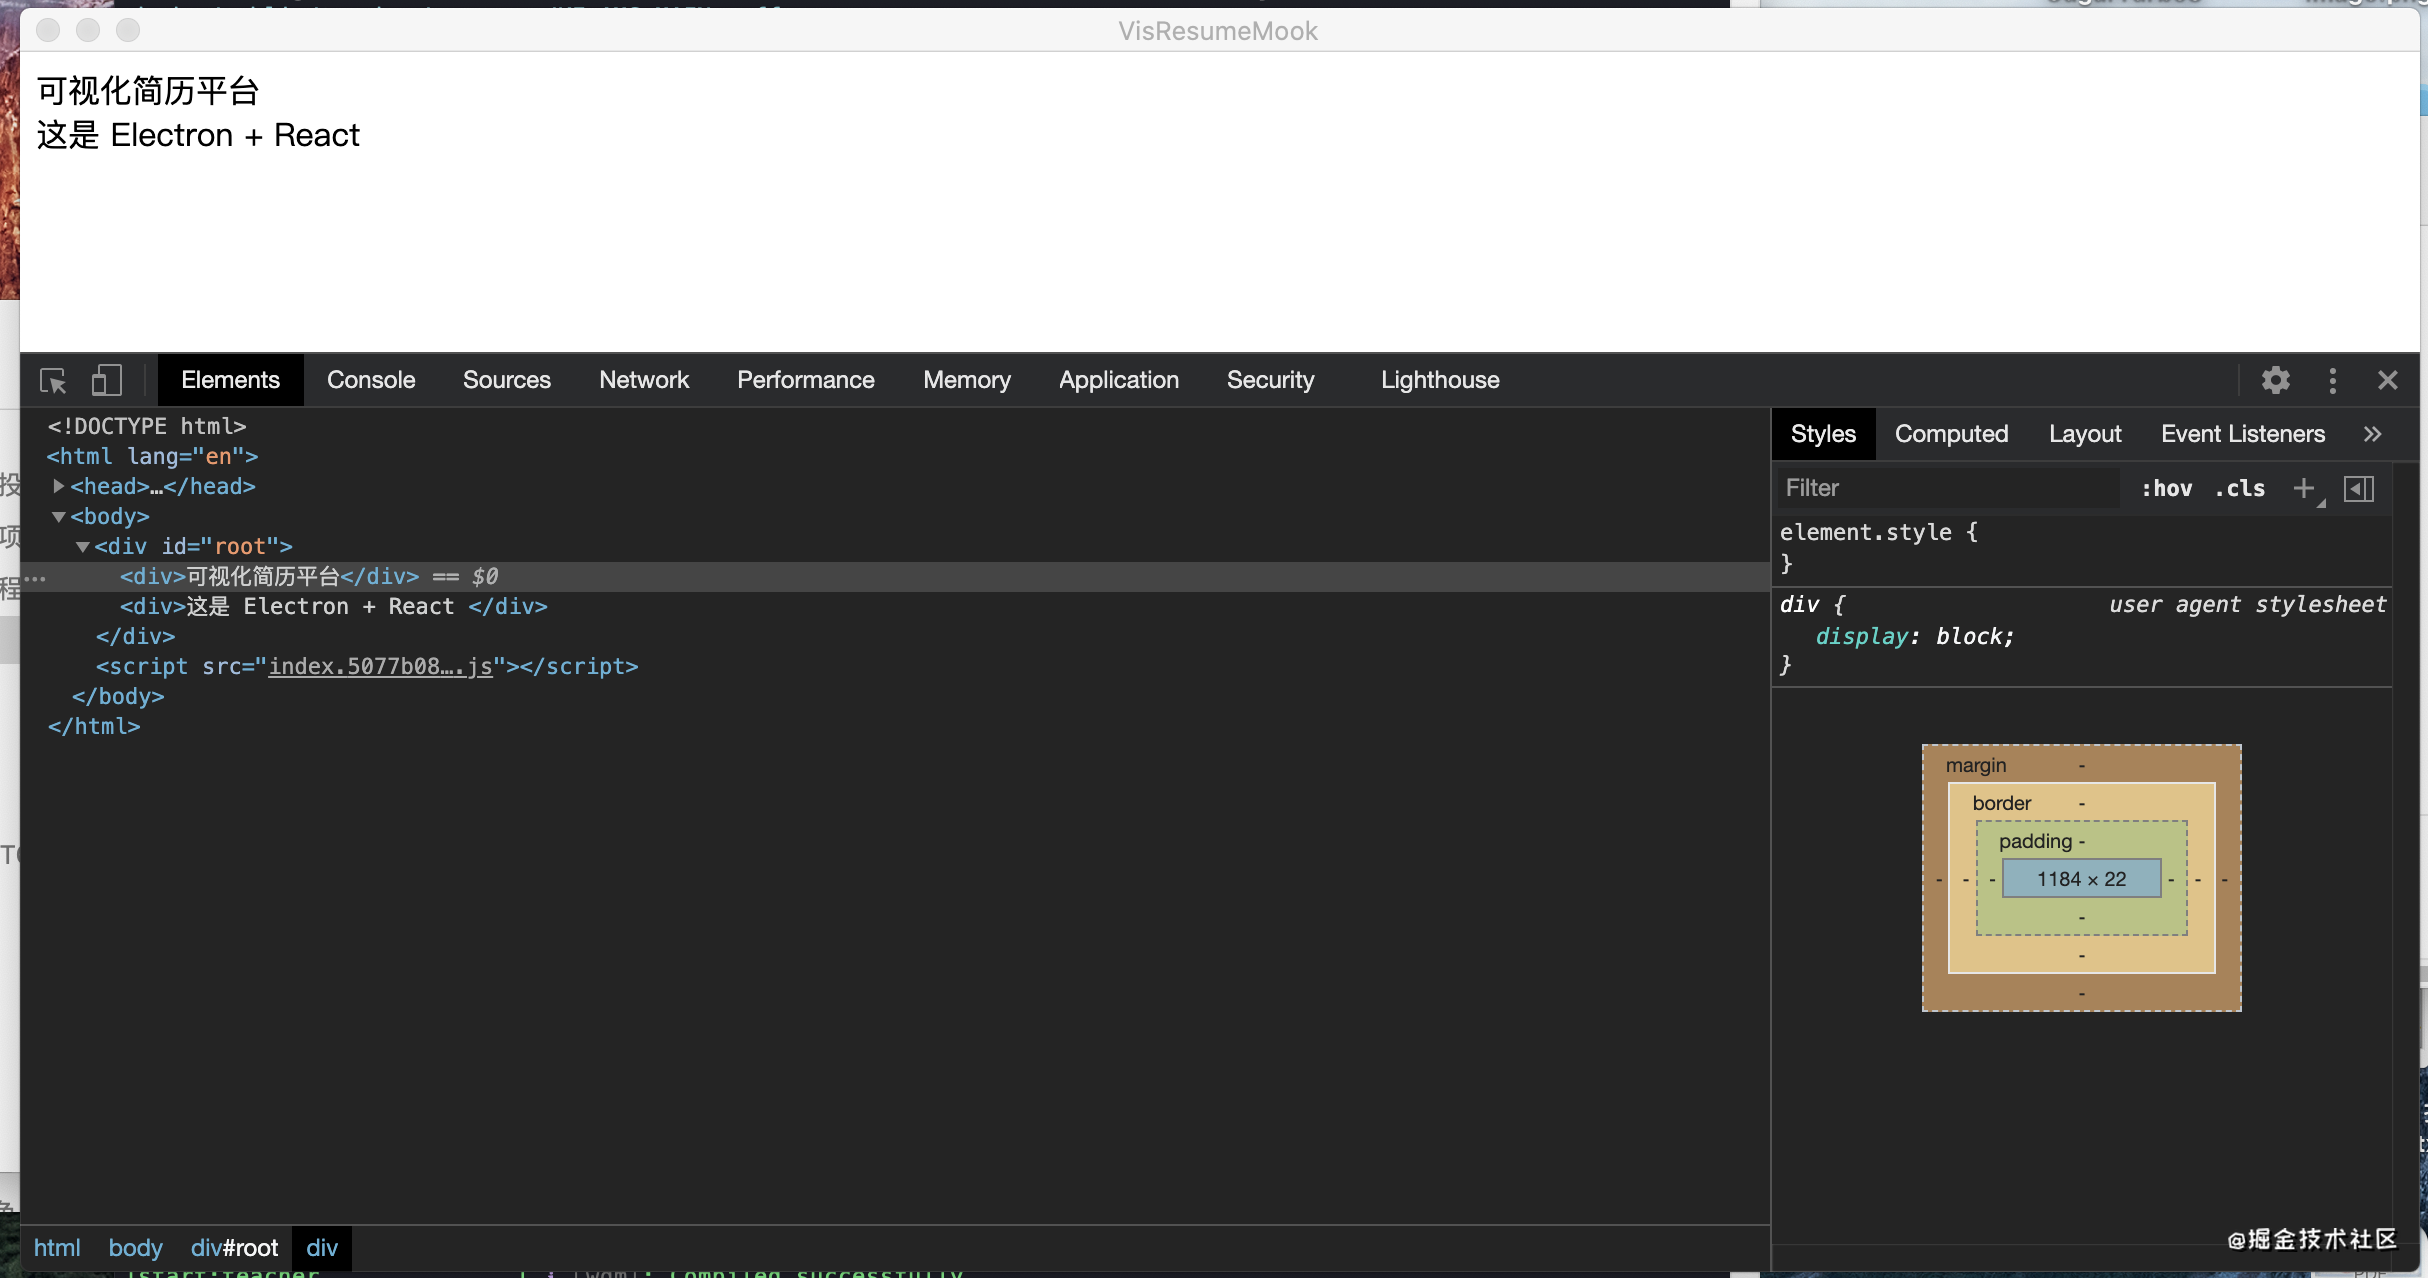 VisResumeMook
可视化简历平台
这是 Electron + React
Elements Console Sources Network Performance Memory Application Security Lighthouse
<!DOCTYPE html>
<html lang="en">
<head>…</head>
<body>
<div id="root">
<div>可视化简历平台</div> == $0
<div>这是 Electron + React </div>
</div>
<script src="index.5077b08….js"></script>
</body>
</html>
html body div#root div
Styles Computed Layout Event Listeners
Filter :hov .cls
element.style {
}
div { user agent stylesheet
display: block;
}
margin -
border -
padding -
- - - 1184 × 22 - - -
-
-
-
投
项
程
@掘金技术社区